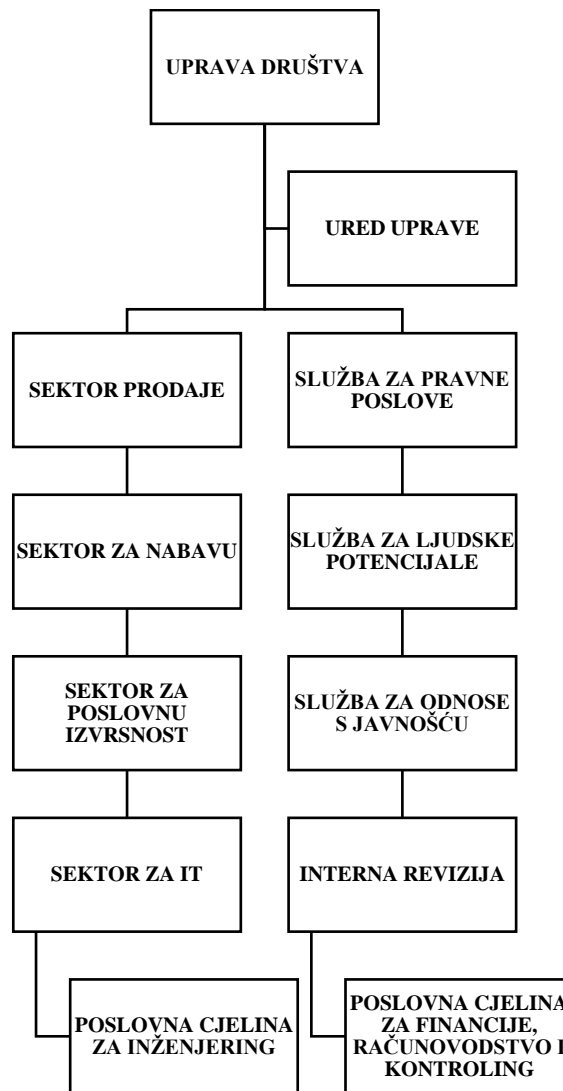 UPRAVA DRUŠTVA
URED UPRAVE
SEKTOR PRODAJE
SLUŽBA ZA PRAVNE
POSLOVE
SEKTOR ZA NABAVU
SLUŽBA ZA LJUDSKE
POTENCIJALE
SEKTOR ZA
POSLOVNU
IZVRSNOST
SLUŽBA ZA ODNOSE
S JAVNOŠĆU
SEKTOR ZA IT
INTERNA REVIZIJA
POSLOVNA CJELINA
ZA INŽENJERING
POSLOVNA CJELINA
ZA FINANCIJE,
RAČUNOVODSTVO I
KONTROLING